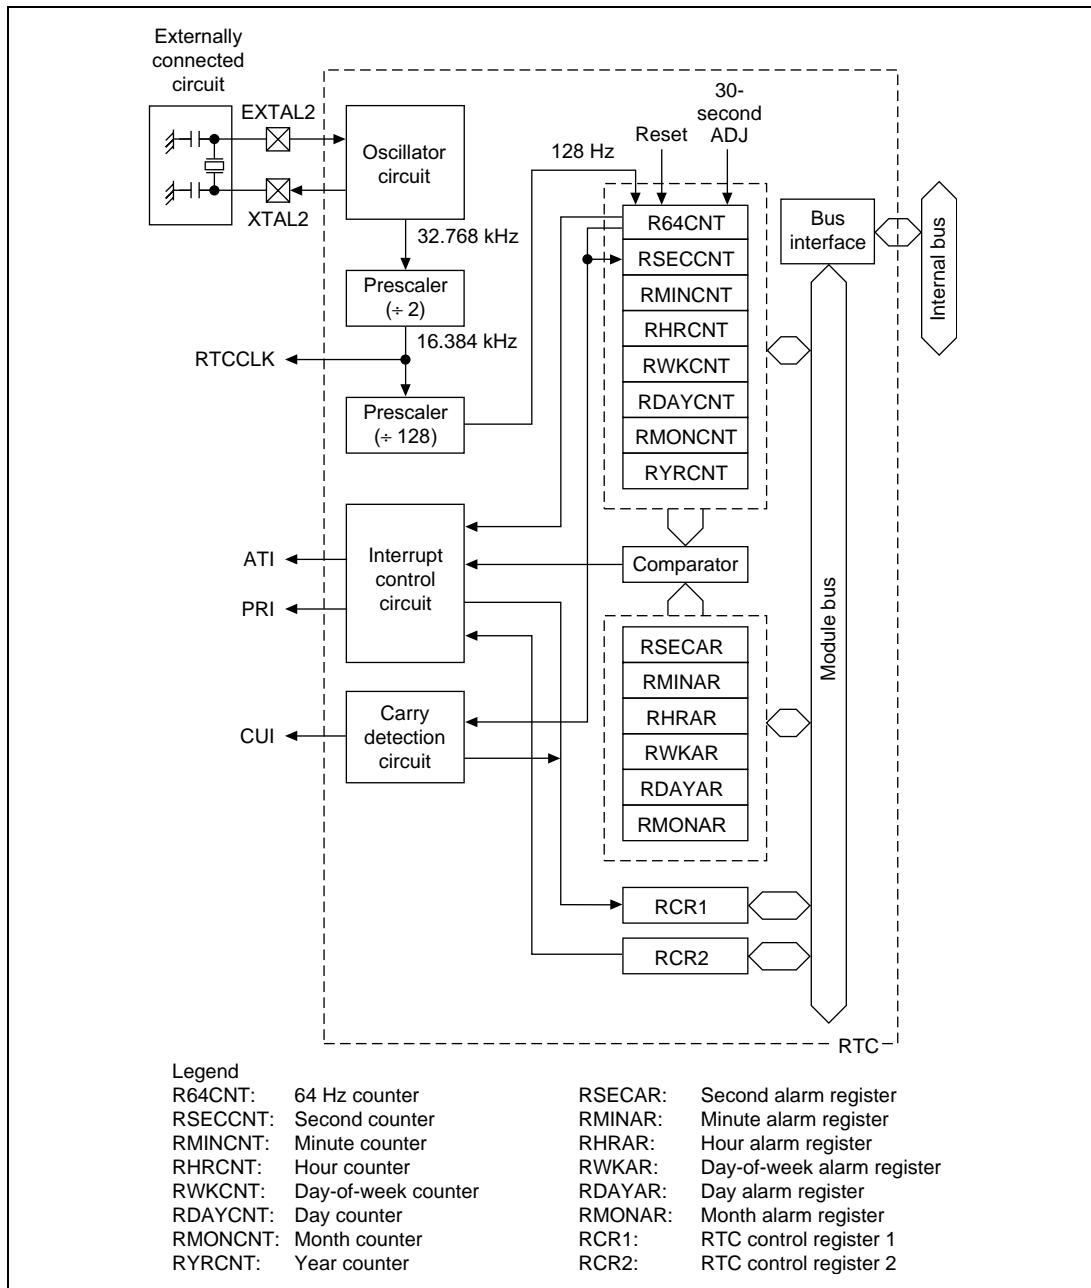 Externally
connected
circuit
EXTAL2
XTAL2
Oscillator
circuit
32.768 kHz
Prescaler
(÷ 2)
16.384 kHz
RTCCLK
Prescaler
(÷ 128)
128 Hz
Reset
30-
second
ADJ
R64CNT
RSECCNT
RMINCNT
RHRCNT
RWKCNT
RDAYCNT
RMONCNT
RYRCNT
Bus
interface
Internal bus
Module bus
ATI
PRI
Interrupt
control
circuit
Comparator
CUI
Carry
detection
circuit
RSECAR
RMINAR
RHRAR
RWKAR
RDAYAR
RMONAR
RCR1
RCR2
RTC
Legend
R64CNT: 64 Hz counter
RSECCNT: Second counter
RMINCNT: Minute counter
RHRCNT: Hour counter
RWKCNT: Day-of-week counter
RDAYCNT: Day counter
RMONCNT: Month counter
RYRCNT: Year counter
RSECAR: Second alarm register
RMINAR: Minute alarm register
RHRAR: Hour alarm register
RWKAR: Day-of-week alarm register
RDAYAR: Day alarm register
RMONAR: Month alarm register
RCR1: RTC control register 1
RCR2: RTC control register 2